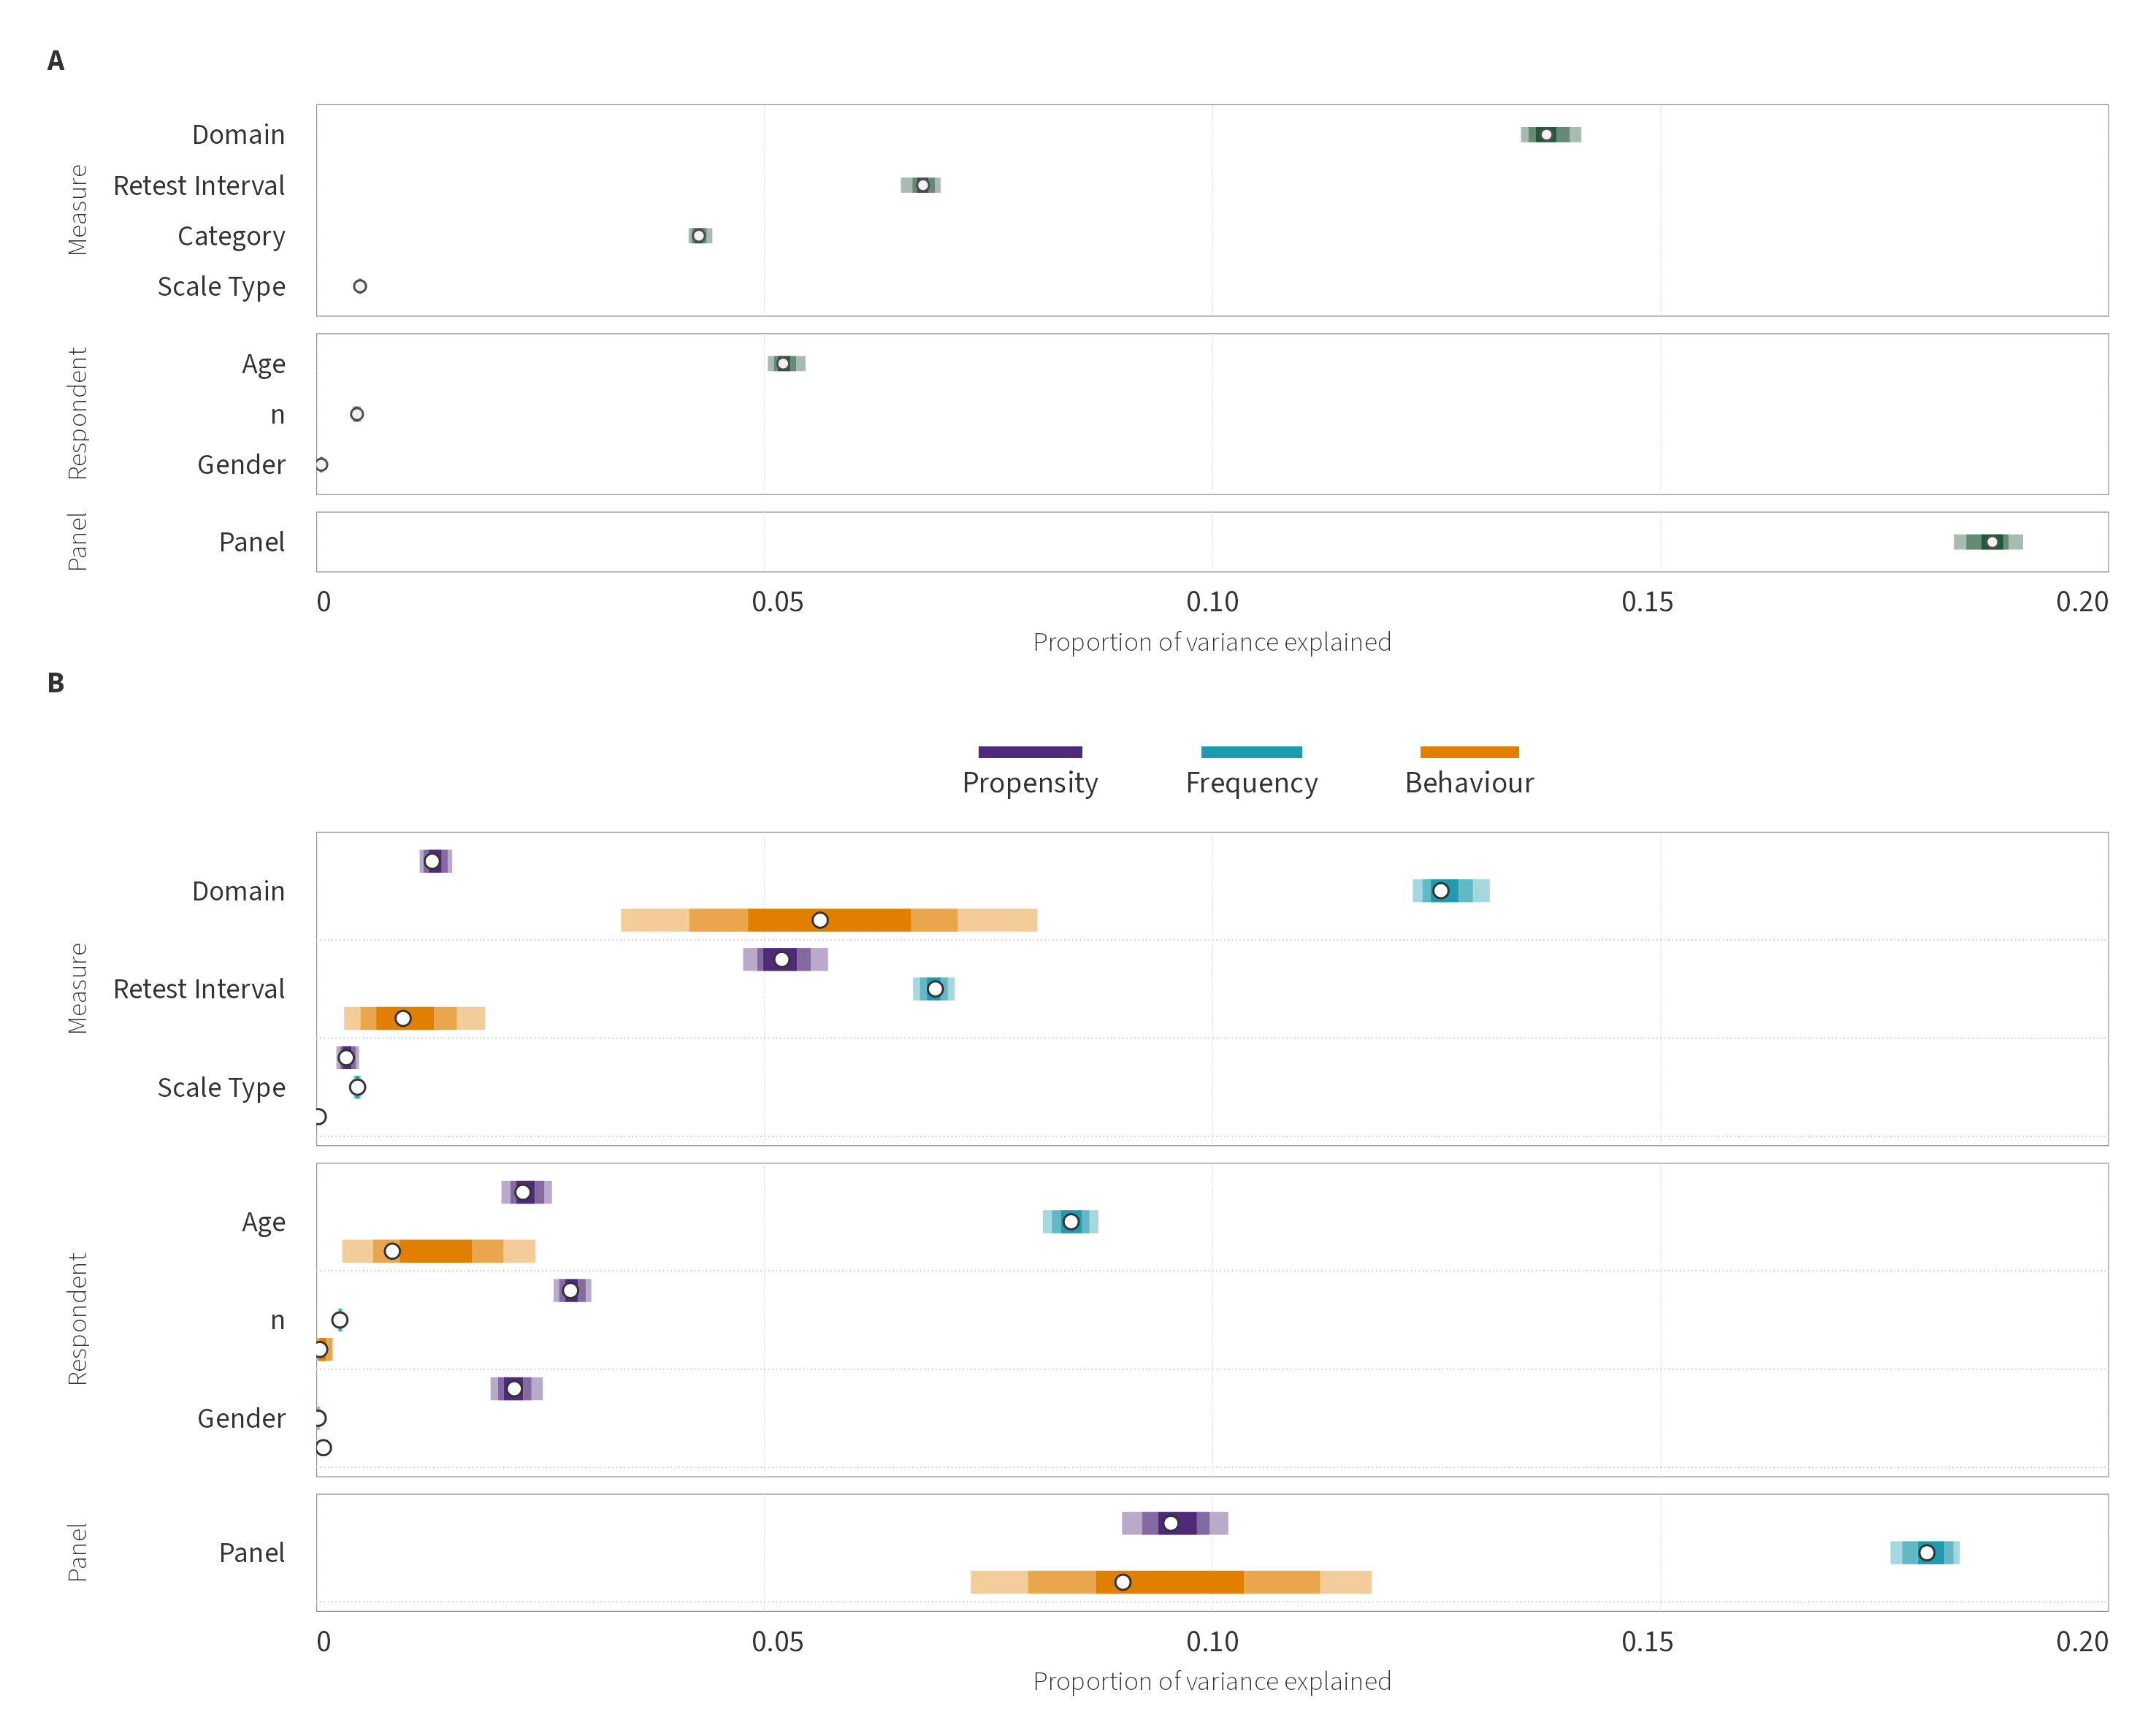 A
Measure
Domain
Retest Interval
Category
Scale Type
Respondent
Age
n
Gender
Panel
Panel
0 0.05 0.10 0.15 0.20
Proportion of variance explained
B
Propensity Frequency Behaviour
Measure
Domain
Retest Interval
Scale Type
Respondent
Age
n
Gender
Panel
Panel
0 0.05 0.10 0.15 0.20
Proportion of variance explained